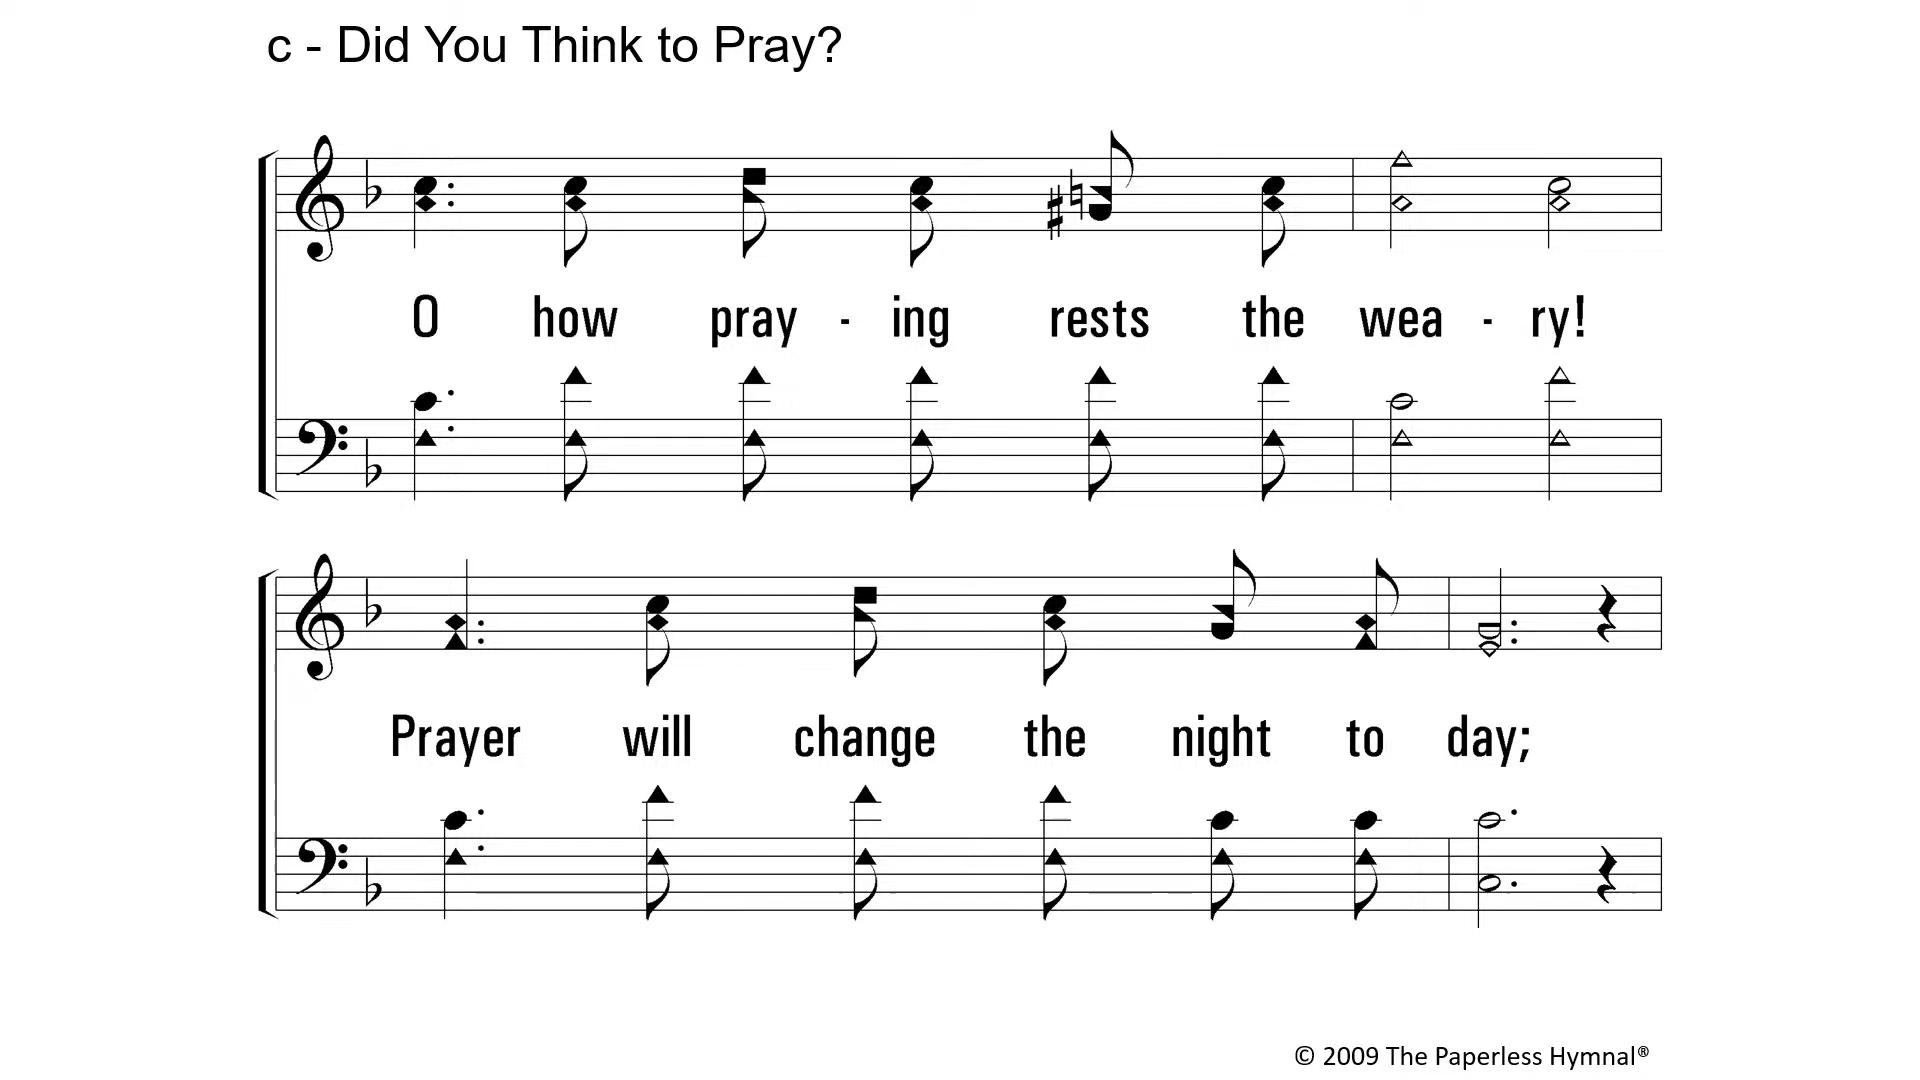 c - Did You Think to Pray?
O how pray - ing rests the wea - ry!
Prayer will change the night to day;
© 2009 The Paperless Hymnal®